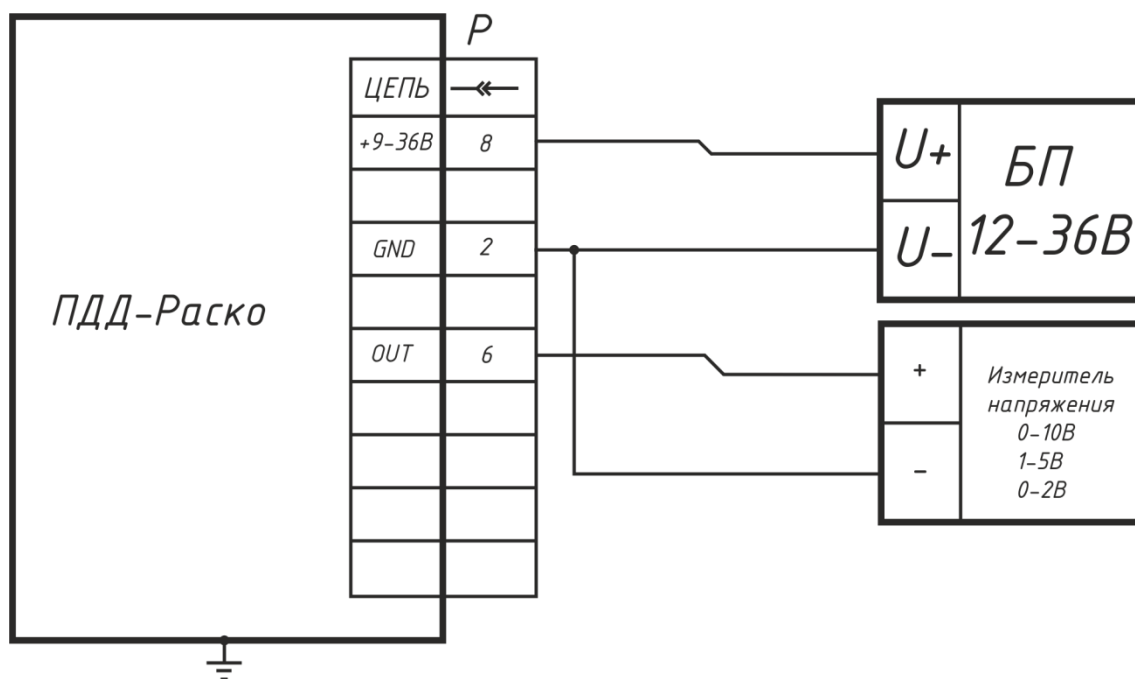 P
ЦЕПЬ
+9-36В 8
GND 2
OUT 6
ПДД-Раско
U+
U-
БП
12-36В
+
-
Измеритель
напряжения
0-10В
1-5В
0-2В